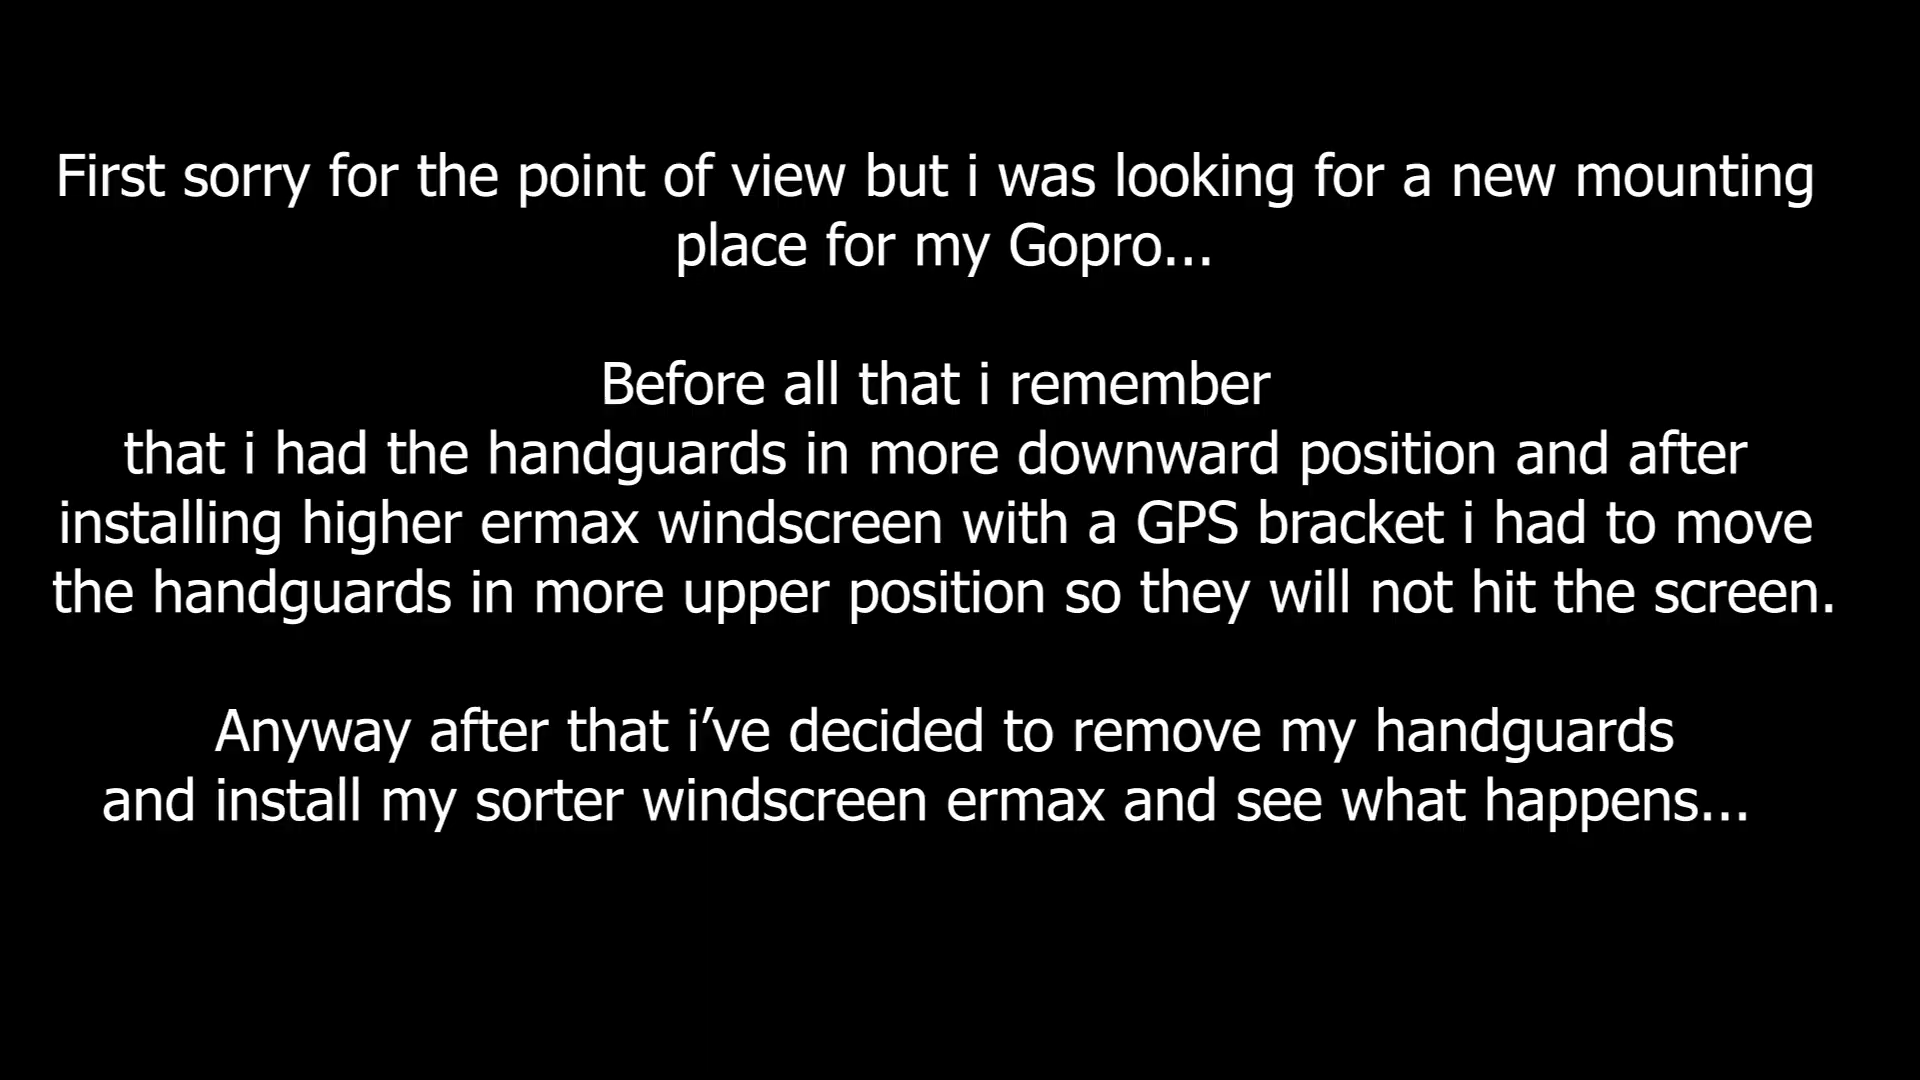 First sorry for the point of view but i was looking for a new mounting
place for my Gopro...
Before all that i remember
that i had the handguards in more downward position and after
installing higher ermax windscreen with a GPS bracket i had to move
the handguards in more upper position so they will not hit the screen.
Anyway after that i’ve decided to remove my handguards
and install my sorter windscreen ermax and see what happens...